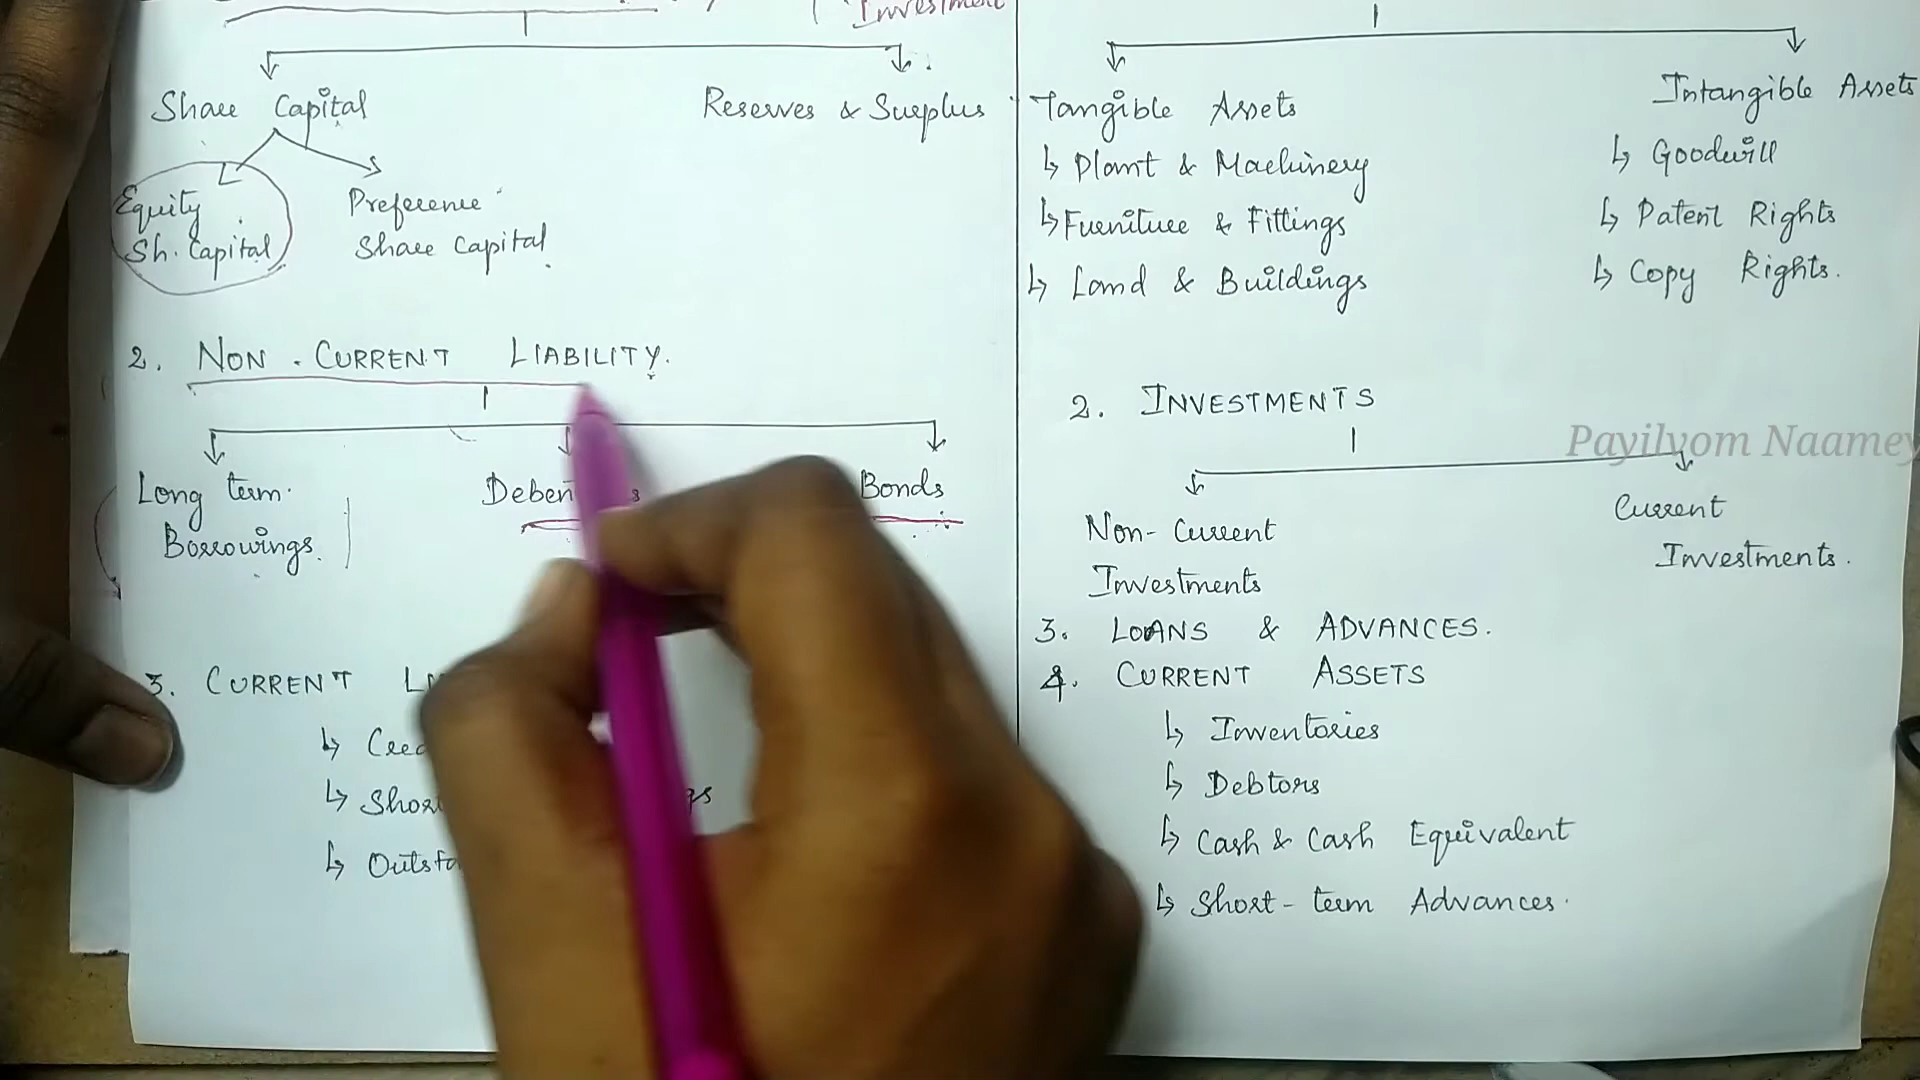 Investment
Share Capital
Reserves & Surplus
Equity
Sh. Capital
Preference
Share Capital.
2. NON-CURRENT LIABILITY.
Long term
Borrowings.
Bonds
3. CURRENT
Tangible Assets
↳ Plant & Machinery
↳ Furniture & Fittings
↳ Land & Buildings
Intangible Assets
↳ Goodwill
↳ Patent Rights
↳ Copy Rights.
2. INVESTMENTS
Payilvom Naamey
Non-Current
Investments
Current
Investments.
3. LOANS & ADVANCES.
4. CURRENT ASSETS
↳ Inventories
↳ Debtors
↳ Cash & Cash Equivalent
↳ Short-term Advances.